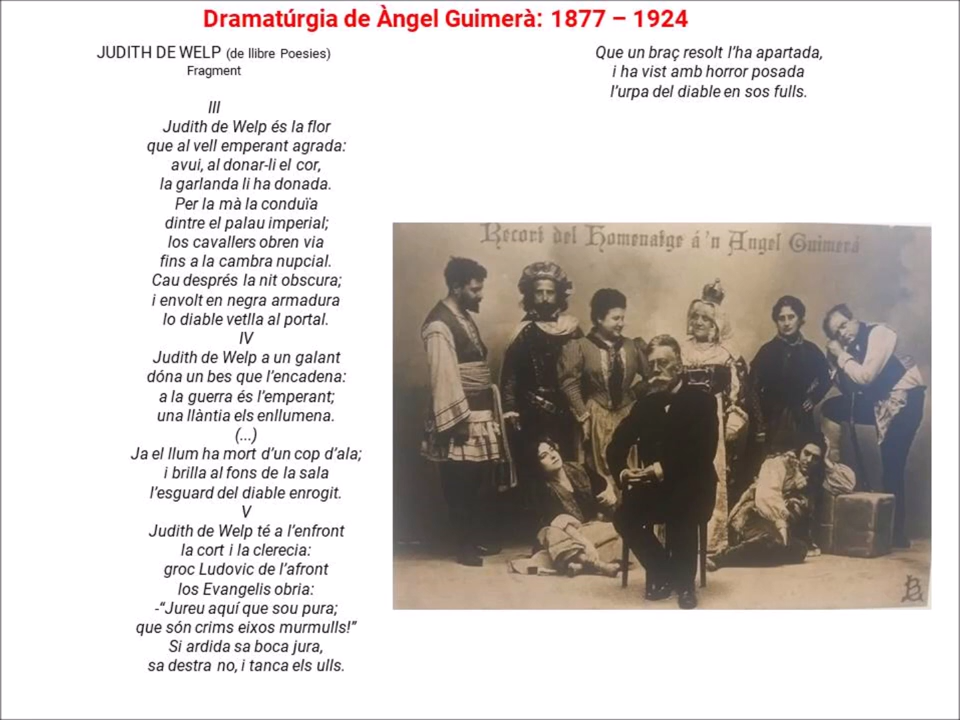 Dramatúrgia de Àngel Guimerà: 1877 – 1924
JUDITH DE WELP (de llibre Poesies)
Fragment
III
Judith de Welp és la flor
que al vell emperant agrada:
avui, al donar-li el cor,
la garlanda li ha donada.
Per la mà la conduïa
dintre el palau imperial;
los cavallers obren via
fins a la cambra nupcial.
Cau després la nit obscura;
i envolt en negra armadura
lo diable vetlla al portal.
IV
Judith de Welp a un galant
dóna un bes que l’encadena:
a la guerra és l’emperant;
una llàntia els enllumena.
(...)
Ja el llum ha mort d’un cop d’ala;
i brilla al fons de la sala
l’esguard del diable enrogit.
V
Judith de Welp té a l’enfront
la cort i la clerecia:
groc Ludovic de l’afront
los Evangelis obria:
-“Jureu aquí que sou pura;
que són crims eixos murmulls!”
Si ardida sa boca jura,
sa destra no, i tanca els ulls.
Que un braç resolt l’ha apartada,
i ha vist amb horror posada
l’urpa del diable en sos fulls.
Recort del Homenatge á'n Angel Guimerá